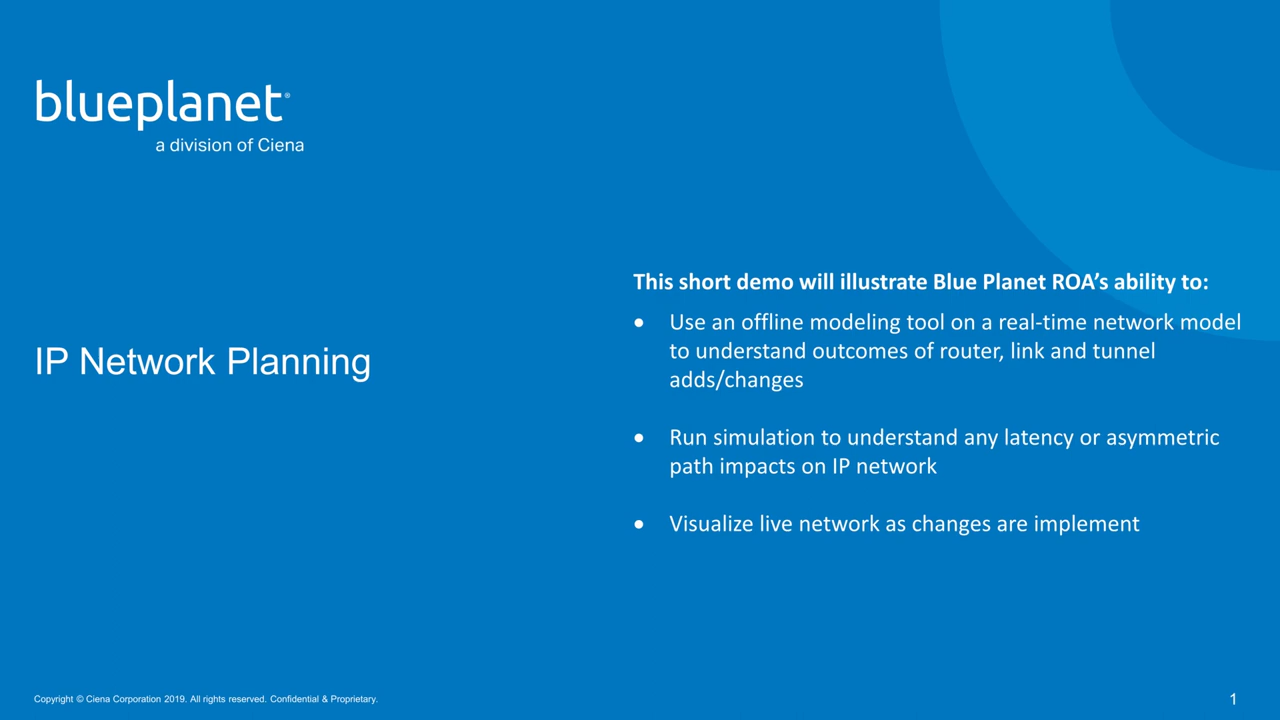 blueplanet®
a division of Ciena
IP Network Planning
This short demo will illustrate Blue Planet ROA’s ability to:
• Use an offline modeling tool on a real-time network model
to understand outcomes of router, link and tunnel
adds/changes
• Run simulation to understand any latency or asymmetric
path impacts on IP network
• Visualize live network as changes are implement
Copyright © Ciena Corporation 2019. All rights reserved. Confidential & Proprietary.
1